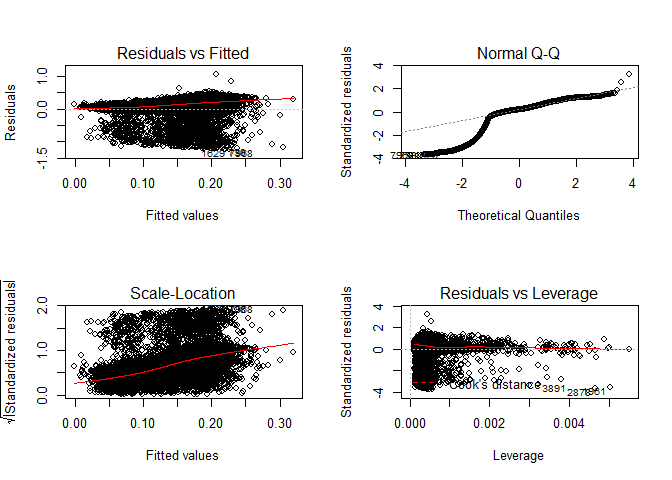 Residuals vs Fitted
Residuals
1.0
0.0
-1.5
0.00
0.10
0.20
0.30
Fitted values
Normal Q-Q
Standardized residuals
4
2
0
-2
-4
-4
-2
0
2
4
Theoretical Quantiles
Scale-Location
√|Standardized residuals|
2.0
1.0
0.0
0.00
0.10
0.20
0.30
Fitted values
Residuals vs Leverage
Standardized residuals
4
2
0
-4
Cook's distance
3891
0.000
0.002
0.004
Leverage